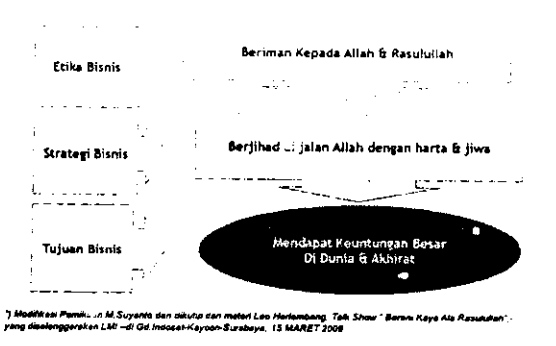 Etika Bisnis
Beriman Kepada Allah & Rasulullah
Strategi Bisnis
Berjihad di jalan Allah dengan harta & jiwa
Tujuan Bisnis
Mendapat Keuntungan Besar
Di Dunia & Akhirat
*) Modifikasi Pemikiran M.Suyanto dan dikutip dari materi Leo Herlambang, Talk Show " Berani Kaya Ala Rasulullah",
yang diselenggarakan LMI –di Gd.Indosat-Kayoon-Surabaya, 15 MARET 2008